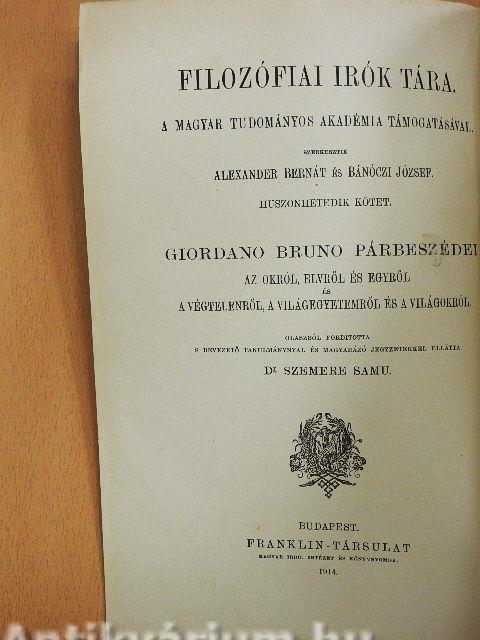 FILOZÓFIAI IRÓK TÁRA.
A MAGYAR TUDOMÁNYOS AKADÉMIA TÁMOGATÁSÁVAL.
SZERKESZTIK
ALEXANDER BERNÁT ÉS BÁNÓCZI JÓZSEF.
HUSZONHETEDIK KÖTET.
GIORDANO BRUNO PÁRBESZÉDEI
AZ OKRÓL, ELVRŐL ÉS EGYRŐL
ÉS
A VÉGTELENRŐL, A VILÁGEGYETEMRŐL ÉS A VILÁGOKRÓL.
OLASZBÓL FORDITOTTA
S BEVEZETŐ TANULMÁNYNYAL ÉS MAGYARÁZÓ JEGYZETEKKEL ELLÁTTA
Dr. SZEMERE SAMU.
BUDAPEST.
FRANKLIN-TÁRSULAT
MAGYAR IROD. INTÉZET ÉS KÖNYVNYOMDA.
1914.
Antikvárium.hu